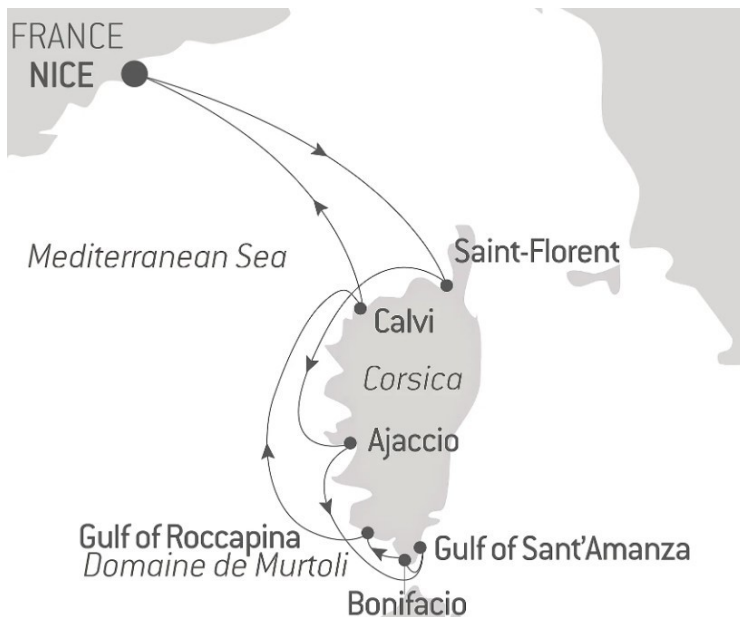 FRANCE
NICE
Mediterranean Sea
Saint-Florent
Calvi
Corsica
Ajaccio
Gulf of Roccapina
Domaine de Murtoli
Gulf of Sant'Amanza
Bonifacio